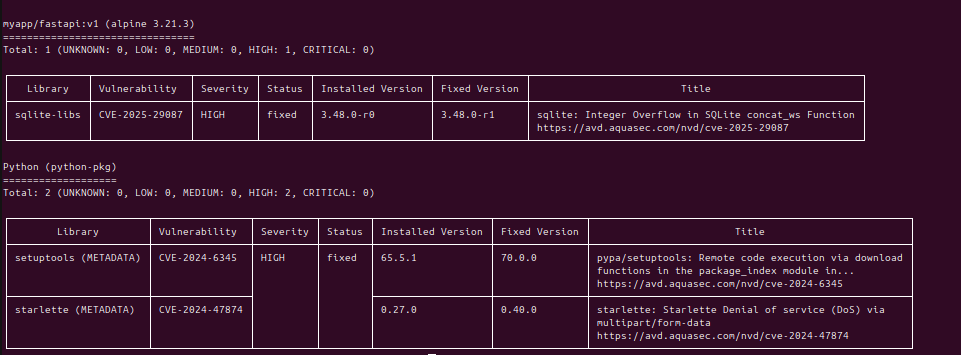 myapp/fastapi:v1 (alpine 3.21.3)
================================
Total: 1 (UNKNOWN: 0, LOW: 0, MEDIUM: 0, HIGH: 1, CRITICAL: 0)
Library Vulnerability Severity Status Installed Version Fixed Version Title
sqlite-libs CVE-2025-29087 HIGH fixed 3.48.0-r0 3.48.0-r1 sqlite: Integer Overflow in SQLite concat_ws Function
https://avd.aquasec.com/nvd/cve-2025-29087
Python (python-pkg)
===================
Total: 2 (UNKNOWN: 0, LOW: 0, MEDIUM: 0, HIGH: 2, CRITICAL: 0)
Library Vulnerability Severity Status Installed Version Fixed Version Title
setuptools (METADATA) CVE-2024-6345 HIGH fixed 65.5.1 70.0.0 pypa/setuptools: Remote code execution via download
functions in the package_index module in...
https://avd.aquasec.com/nvd/cve-2024-6345
starlette (METADATA) CVE-2024-47874 0.27.0 0.40.0 starlette: Starlette Denial of service (DoS) via
multipart/form-data
https://avd.aquasec.com/nvd/cve-2024-47874